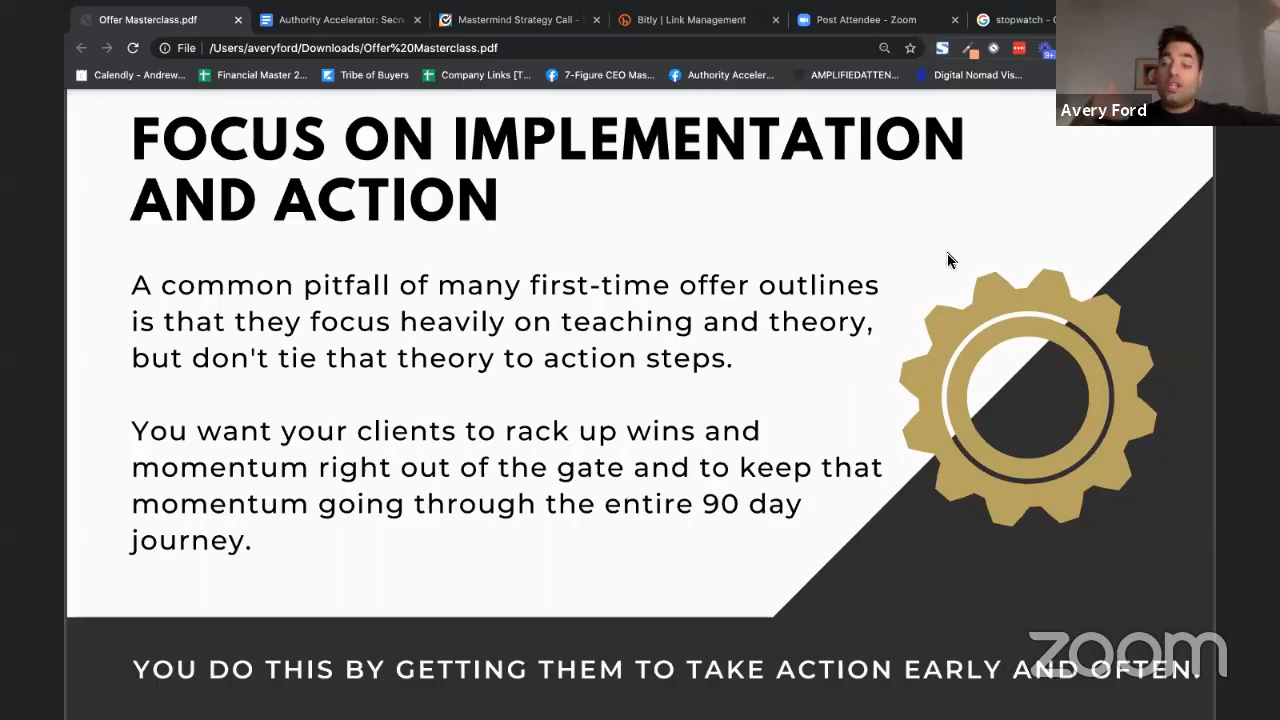 Offer Masterclass.pdf
Authority Accelerator: Secre
Mastermind Strategy Call -
Bitly | Link Management
Post Attendee - Zoom
stopwatch -
File
/Users/averyford/Downloads/Offer%20Masterclass.pdf
9+
Calendly - Andrew...
Financial Master 2...
Tribe of Buyers
Company Links [T...
7-Figure CEO Mas...
Authority Acceler...
AMPLIFIEDATTEN...
Digital Nomad Vis...
Avery Ford
FOCUS ON IMPLEMENTATION
AND ACTION
A common pitfall of many first-time offer outlines
is that they focus heavily on teaching and theory,
but don't tie that theory to action steps.
You want your clients to rack up wins and
momentum right out of the gate and to keep that
momentum going through the entire 90 day
journey.
YOU DO THIS BY GETTING THEM TO TAKE ACTION EARLY AND OFTEN.
zoom